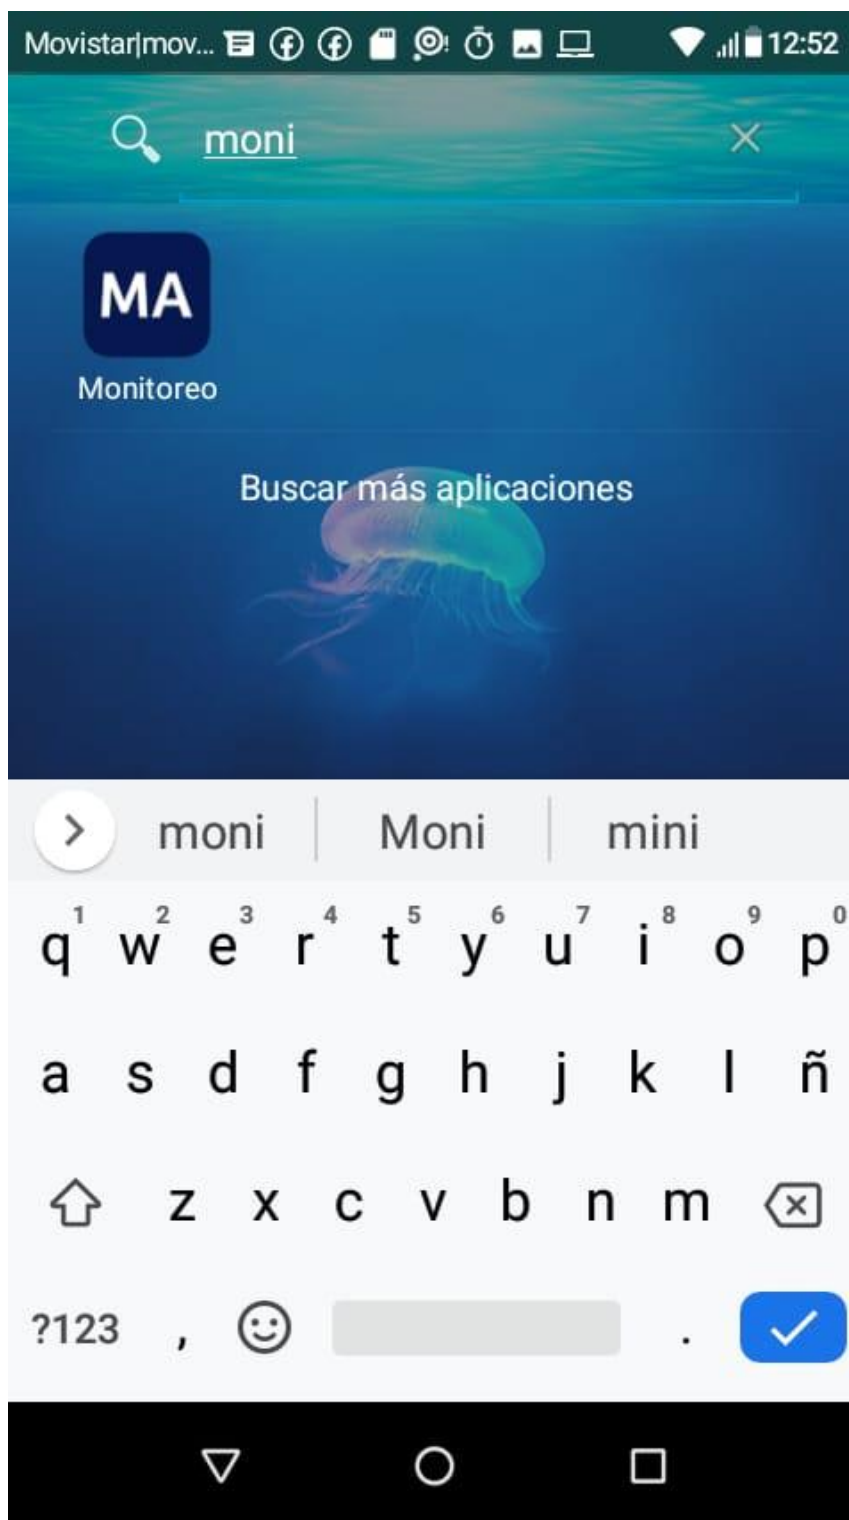 Movistar|mov... 12:52
moni
MA
Monitoreo
Buscar más aplicaciones
moni Moni mini
1 2 3 4 5 6 7 8 9 0
q w e r t y u i o p
a s d f g h j k l ñ
z x c v b n m
?123 , .